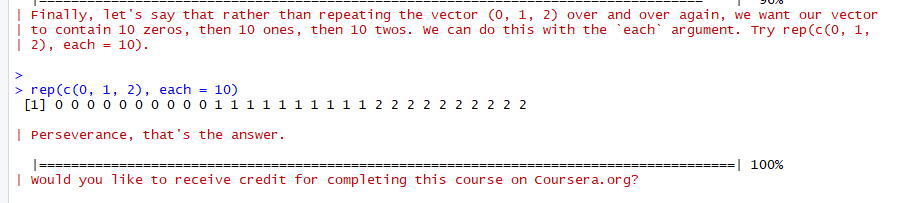 |=====================================================================================   |  96%
| Finally, let's say that rather than repeating the vector (0, 1, 2) over and over again, we want our vector
| to contain 10 zeros, then 10 ones, then 10 twos. We can do this with the `each` argument. Try rep(c(0, 1,
| 2), each = 10).
>
> rep(c(0, 1, 2), each = 10)
[1] 0 0 0 0 0 0 0 0 0 0 1 1 1 1 1 1 1 1 1 1 2 2 2 2 2 2 2 2 2 2
| Perseverance, that's the answer.
|========================================================================================| 100%
| Would you like to receive credit for completing this course on Coursera.org?